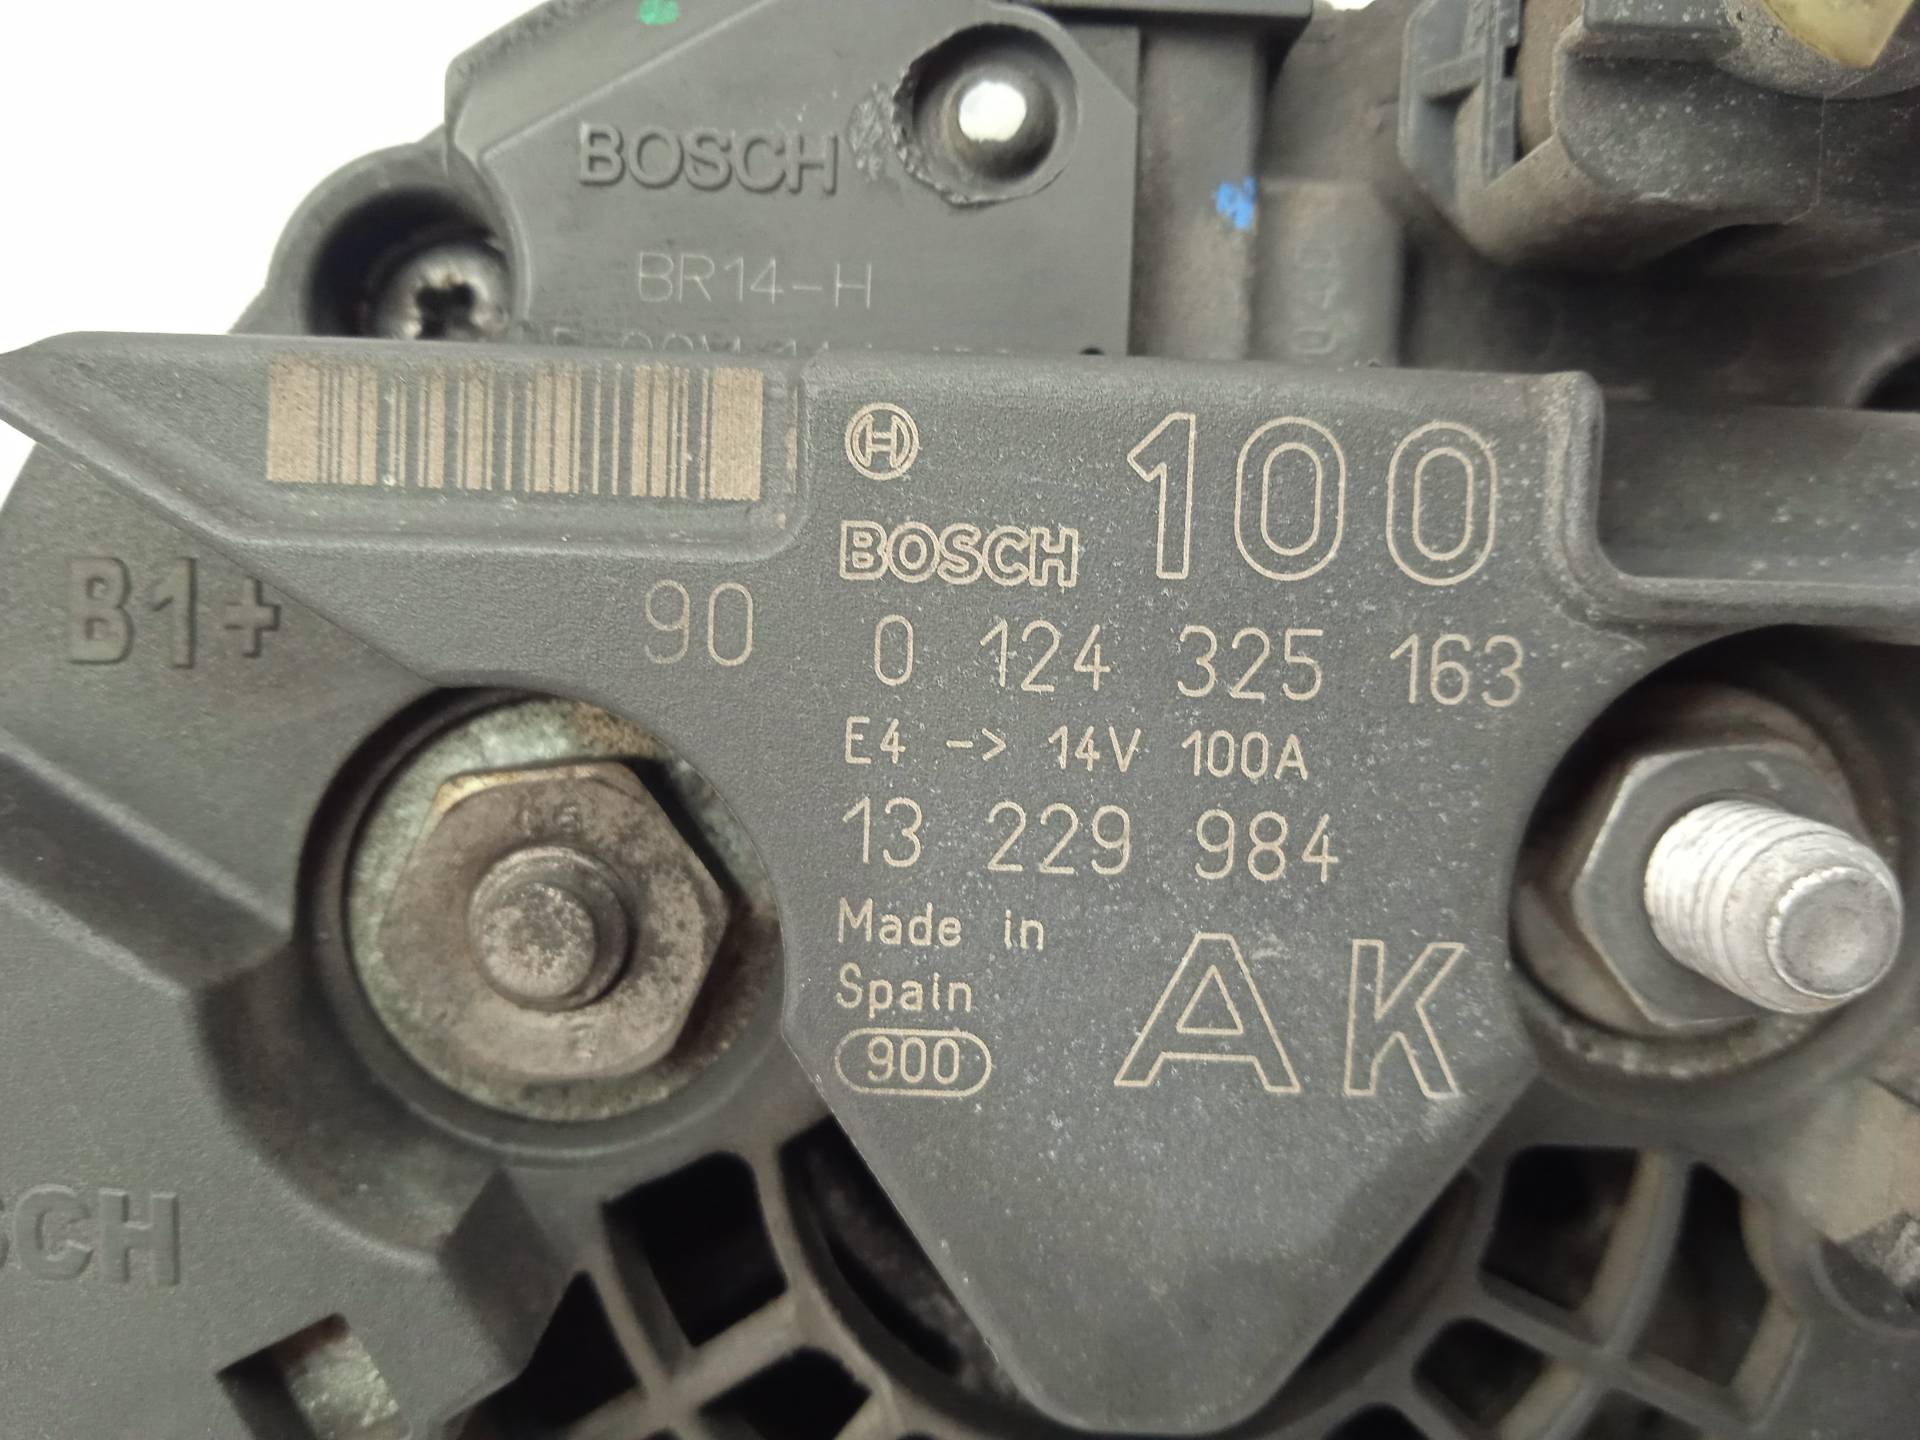 BOSCH
BR14-H
BOSCH
100
B1+
90
0 124 325 163
E4 -> 14V 100A
13 229 984
Made in
Spain
AK
900